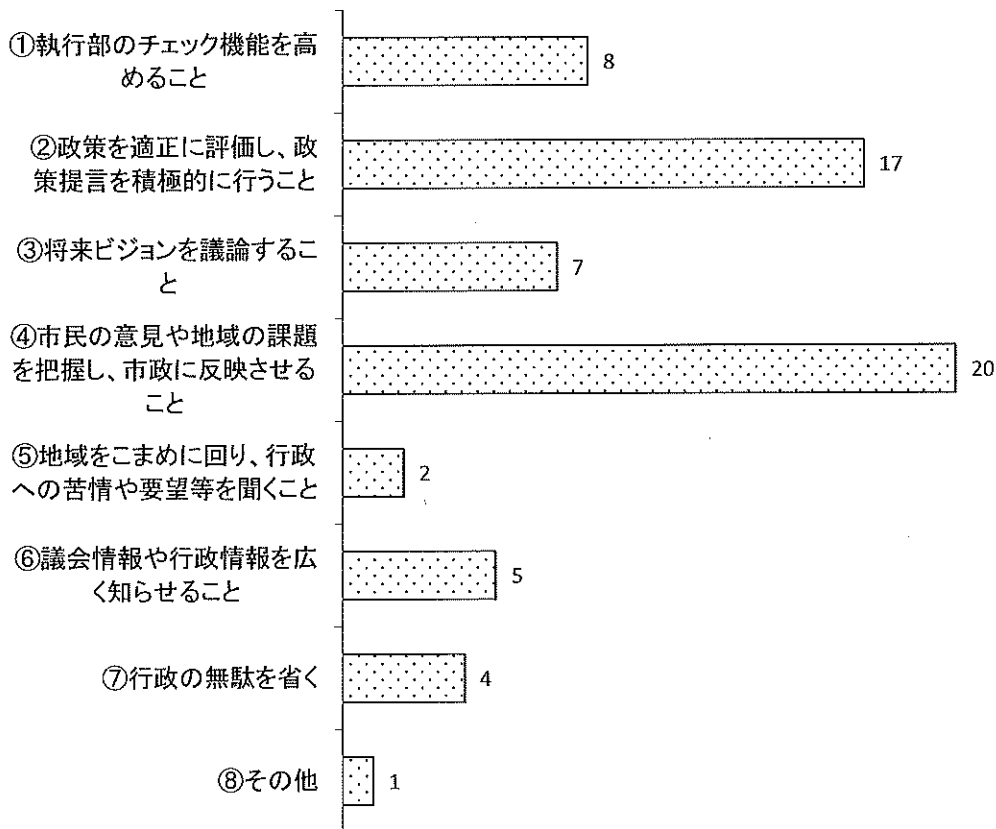 ①執行部のチェック機能を高
めること
8
②政策を適正に評価し、政
策提言を積極的に行うこと
17
③将来ビジョンを議論するこ
と
7
④市民の意見や地域の課題
を把握し、市政に反映させる
こと
20
⑤地域をこまめに回り、行政
への苦情や要望等を聞くこと
2
⑥議会情報や行政情報を広
く知らせること
5
⑦行政の無駄を省く
4
⑧その他
1